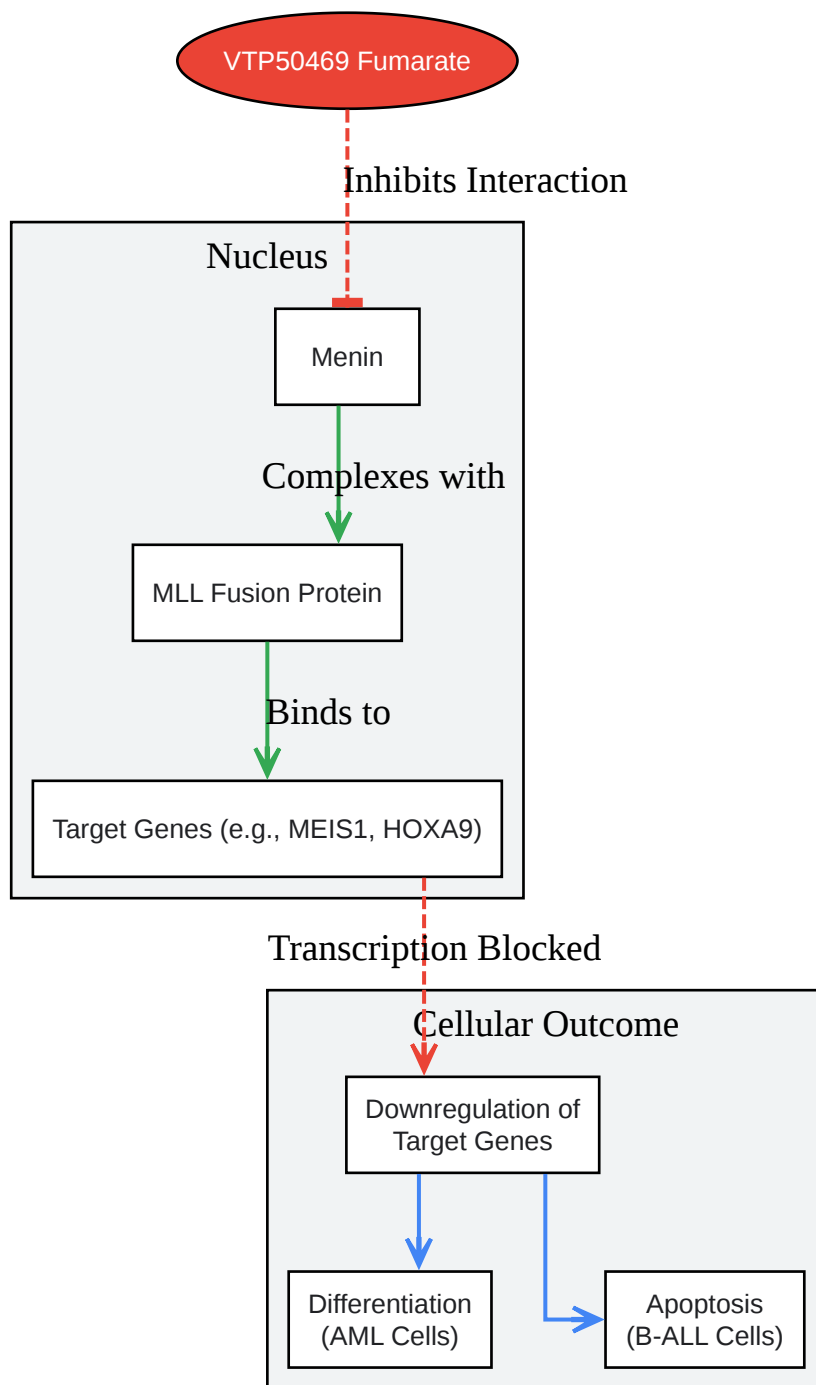 VTP50469 Fumarate
Inhibits Interaction
Nucleus
Menin
Complexes with
MLL Fusion Protein
Binds to
Target Genes (e.g., MEIS1, HOXA9)
Transcription Blocked
Cellular Outcome
Downregulation of
Target Genes
Differentiation
(AML Cells)
Apoptosis
(B-ALL Cells)